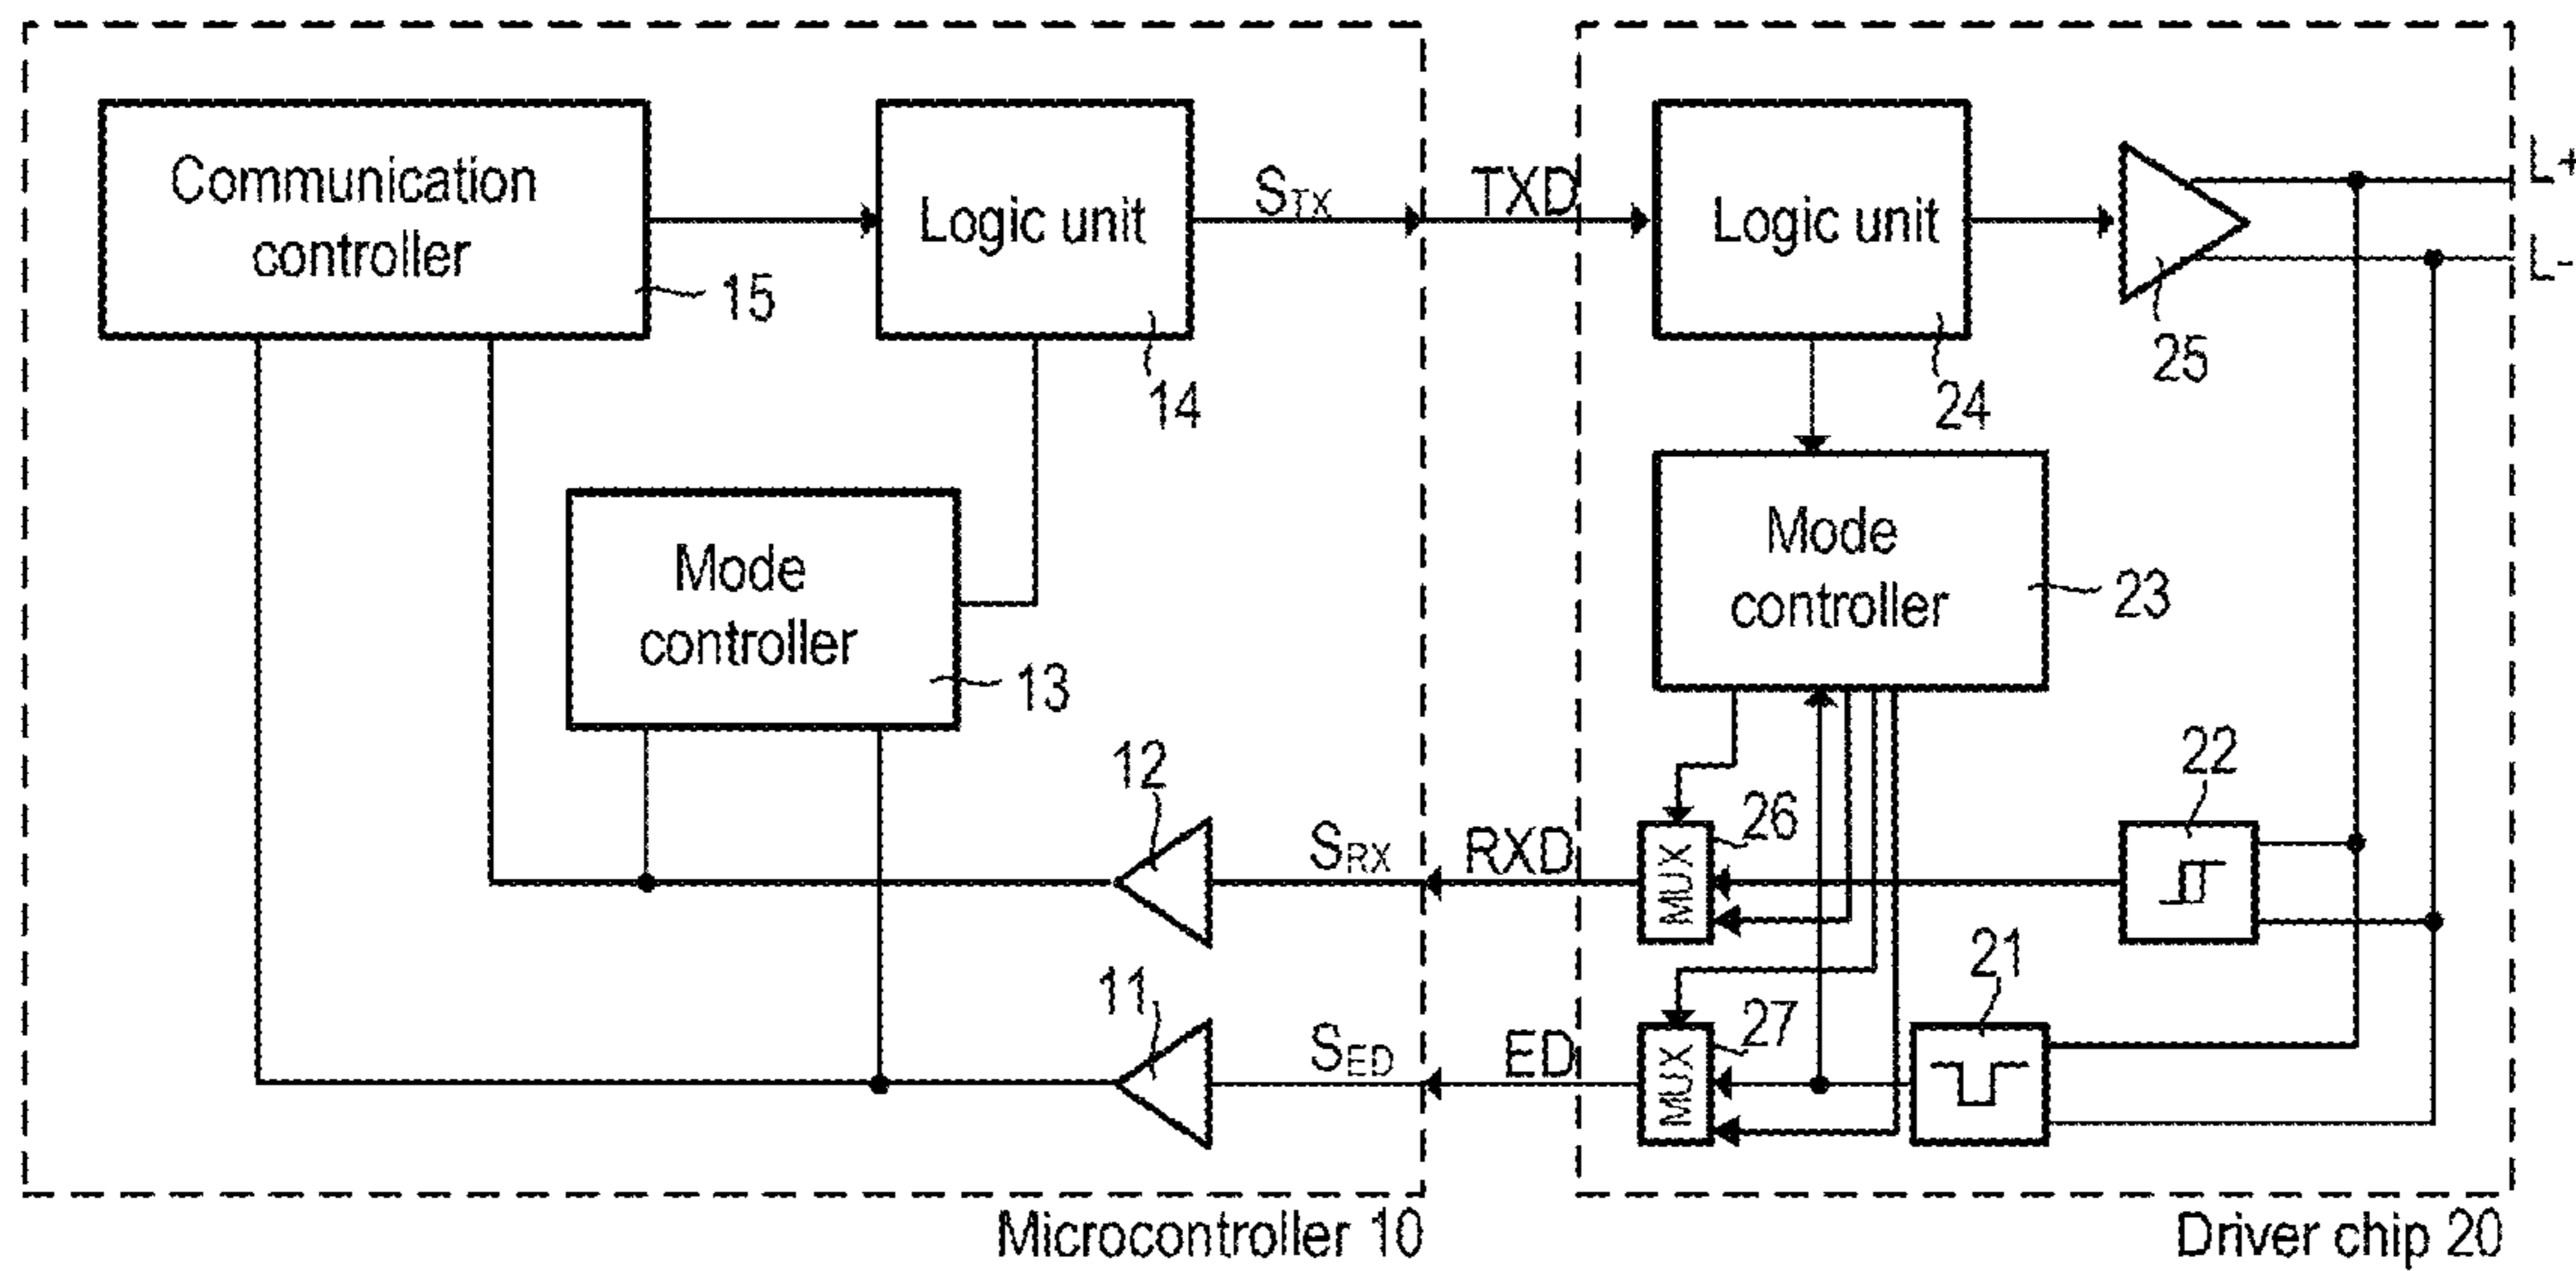 Communication
controller
15
Logic unit
14
STX
TXD
Logic unit
24
25
L+
L-
Mode
controller
13
Mode
controller
23
12
SRX
RXD
MUX
26
22
11
SED
ED
MUX
27
21
Microcontroller 10
Driver chip 20